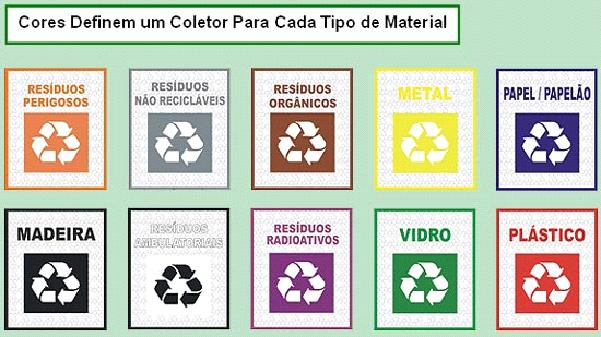 Cores Definem um Coletor Para Cada Tipo de Material
RESÍDUOS
PERIGOSOS
RESÍDUOS
NÃO RECICLÁVEIS
RESÍDUOS
ORGÂNICOS
METAL
PAPEL / PAPELÃO
MADEIRA
RESÍDUOS
AMBULATORIAIS
RESÍDUOS
RADIOATIVOS
VIDRO
PLÁSTICO